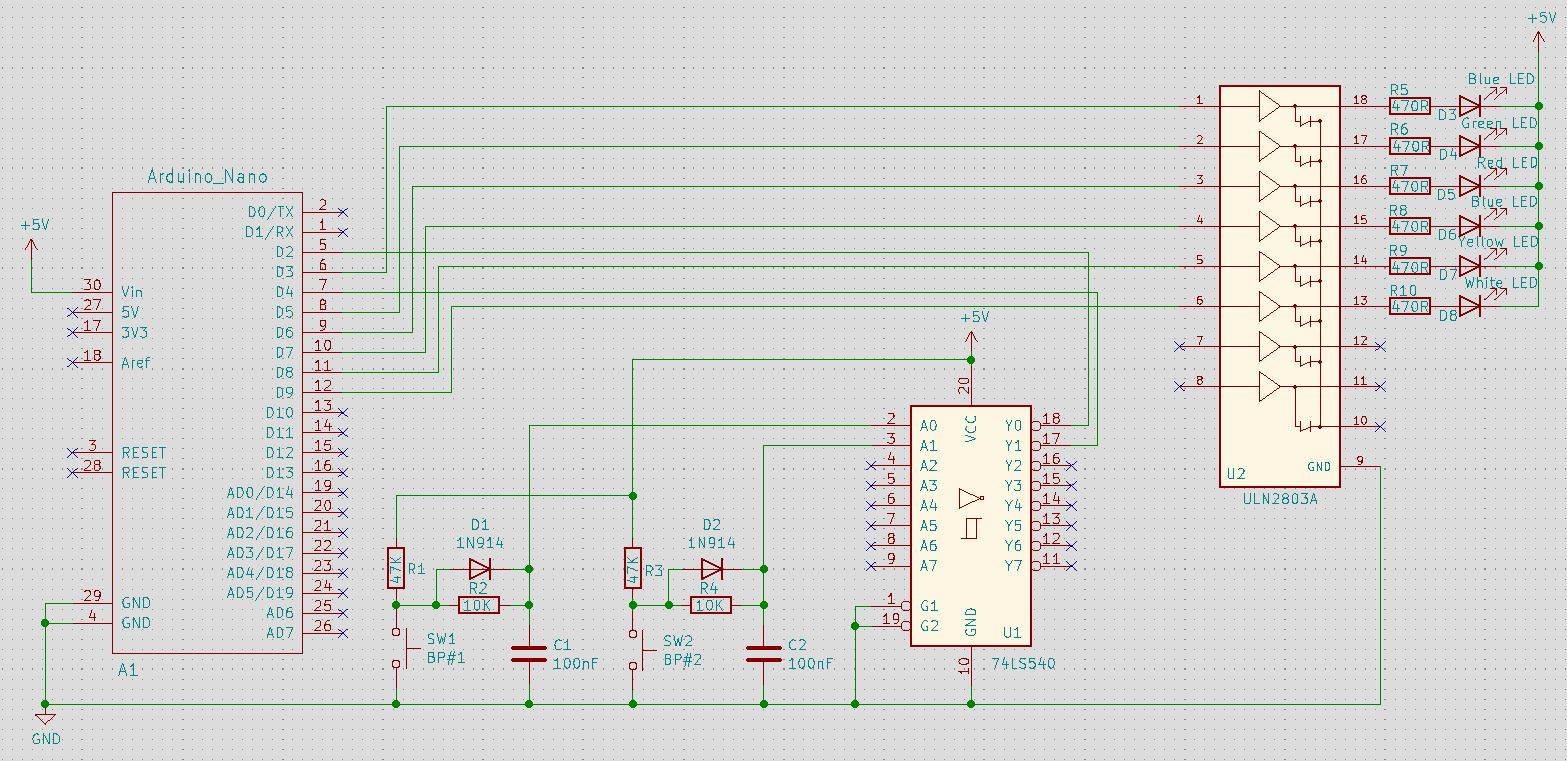 Arduino_Nano
+5V
30 Vin
27 5V
17 3V3
18 Aref
3 RESET
28 RESET
29 GND
4 GND
D0/TX 2
D1/RX 1
D2 5
D3 6
D4 7
D5 8
D6 9
D7 10
D8 11
D9 12
D10 13
D11 14
D12 15
D13 16
AD0/D14 19
AD1/D15 20
AD2/D16 21
AD3/D17 22
AD4/D18 23
AD5/D19 24
AD6 25
AD7 26
A1
GND
47K R1
D1
1N914
R2
10K
SW1
BP#1
C1
100nF
47K R3
D2
1N914
R4
10K
SW2
BP#2
C2
100nF
+5V
20
VCC
2 A0
3 A1
4 A2
5 A3
6 A4
7 A5
8 A6
9 A7
1 G1
19 G2
Y0 18
Y1 17
Y2 16
Y3 15
Y4 14
Y5 13
Y6 12
Y7 11
GND
10
U1
74LS540
1
2
3
4
5
6
7
8
18
17
16
15
14
13
12
11
10
GND 9
U2
ULN2803A
+5V
Blue LED
R5
470R D3
Green LED
R6
470R D4
Red LED
R7
470R D5
Blue LED
R8
470R D6
Yellow LED
R9
470R D7
White LED
R10
470R D8